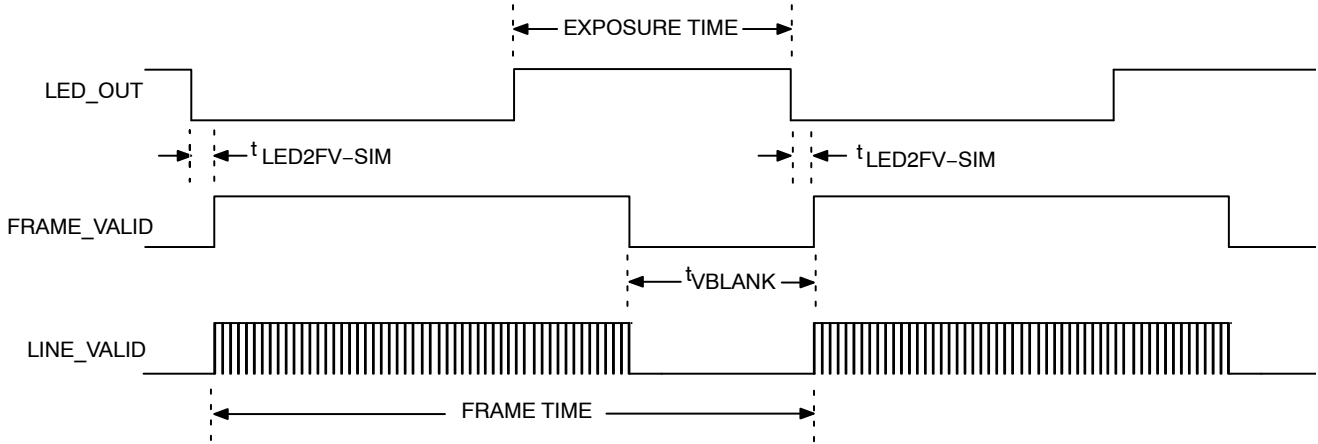 EXPOSURE TIME
LED_OUT
tLED2FV–SIM
tLED2FV–SIM
FRAME_VALID
tVBLANK
LINE_VALID
FRAME TIME